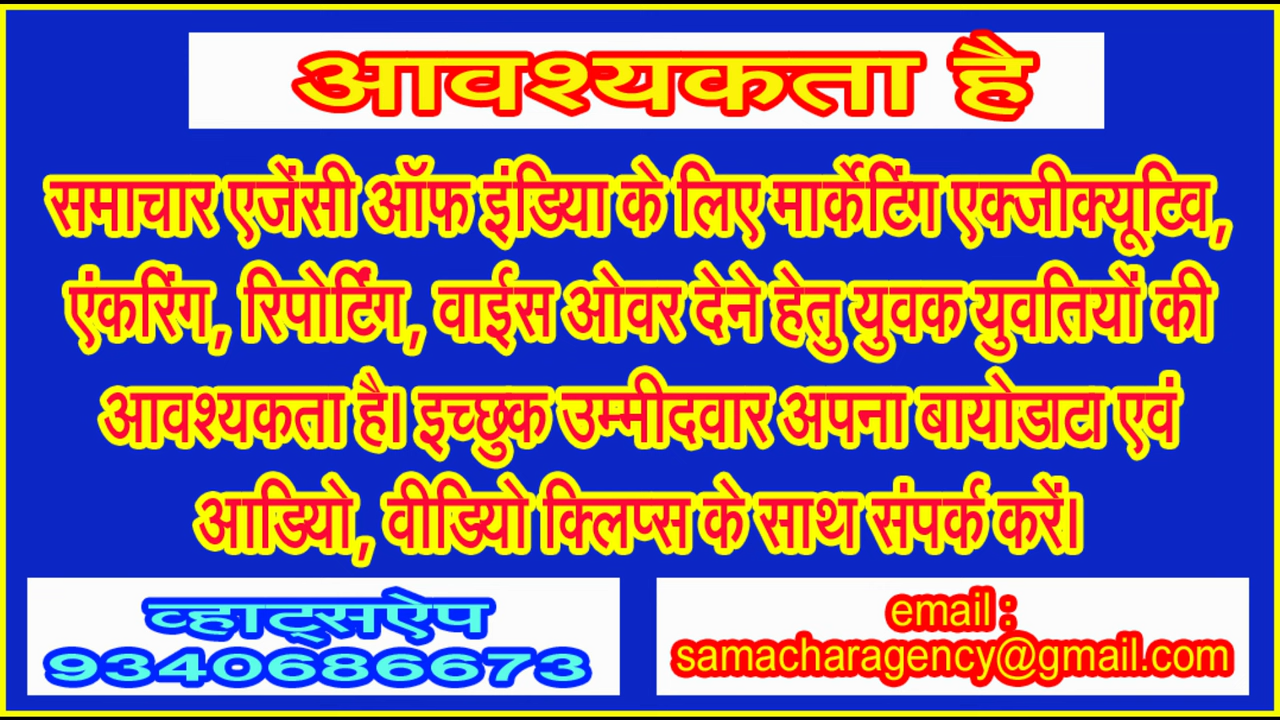 आवश्यकता है
समाचार एजेंसी ऑफ इंडिया के लिए मार्केटिंग एक्जीक्यूटिव,
एंकरिंग, रिपोर्टिंग, वाईस ओवर देने हेतु युवक युवतियों की
आवश्यकता है। इच्छुक उम्मीदवार अपना बायोडाटा एवं
आडियो, वीडियो क्लिप्स के साथ संपर्क करें।
व्हाट्सऐप
9340686673
email :
samacharagency@gmail.com